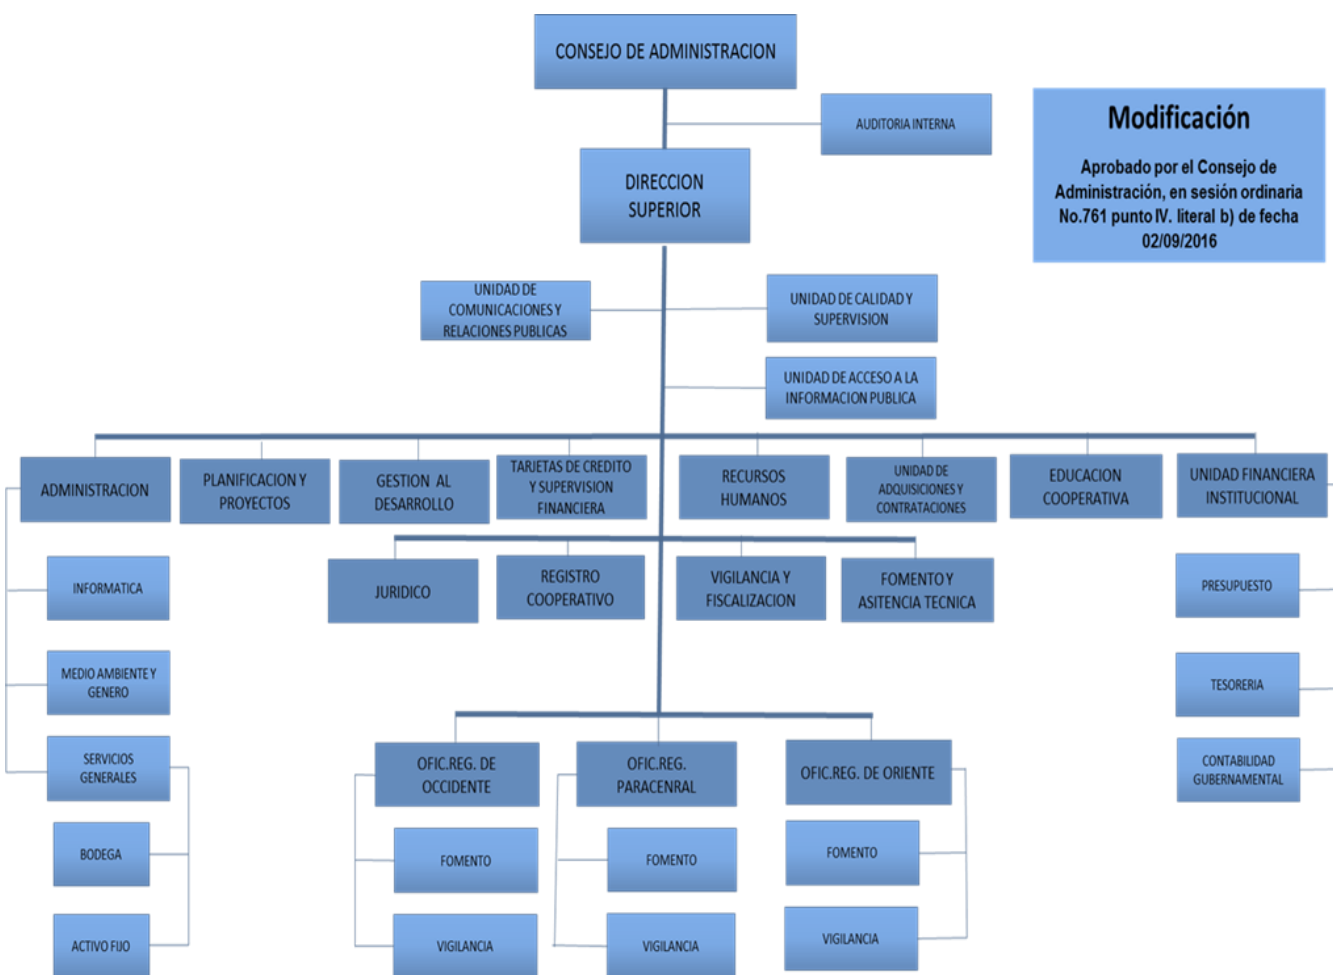 CONSEJO DE ADMINISTRACION
AUDITORIA INTERNA
Modificación
Aprobado por el Consejo de
Administración, en sesión ordinaria
No.761 punto IV. literal b) de fecha
02/09/2016
DIRECCION
SUPERIOR
UNIDAD DE
COMUNICACIONES Y
RELACIONES PUBLICAS
UNIDAD DE CALIDAD Y
SUPERVISION
UNIDAD DE ACCESO A LA
INFORMACION PUBLICA
ADMINISTRACION
PLANIFICACION Y
PROYECTOS
GESTION AL
DESARROLLO
TARJETAS DE CREDITO
Y SUPERVISION
FINANCIERA
RECURSOS
HUMANOS
UNIDAD DE
ADQUISICIONES Y
CONTRATACIONES
EDUCACION
COOPERATIVA
UNIDAD FINANCIERA
INSTITUCIONAL
INFORMATICA
JURIDICO
REGISTRO
COOPERATIVO
VIGILANCIA Y
FISCALIZACION
FOMENTO Y
ASITENCIA TECNICA
PRESUPUESTO
MEDIO AMBIENTE Y
GENERO
TESORERIA
SERVICIOS
GENERALES
OFIC.REG. DE
OCCIDENTE
OFIC.REG.
PARACENRAL
OFIC.REG. DE ORIENTE
CONTABILIDAD
GUBERNAMENTAL
BODEGA
FOMENTO
FOMENTO
FOMENTO
ACTIVO FIJO
VIGILANCIA
VIGILANCIA
VIGILANCIA